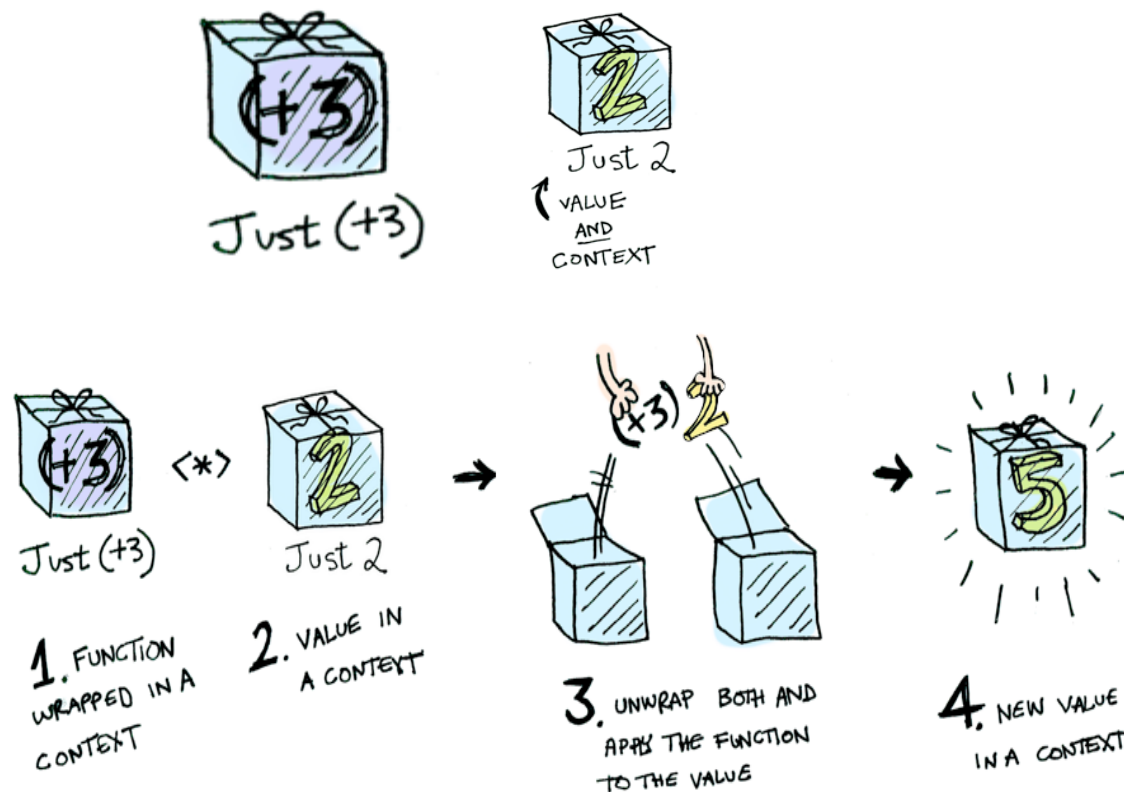 (+3)
Just (+3)
2
Just 2
VALUE
AND
CONTEXT
(+3)
Just (+3)
<*>
2
Just 2
(+3) 2
5
1. FUNCTION
WRAPPED IN A
CONTEXT
2. VALUE IN
A CONTEXT
3. UNWRAP BOTH AND
APPLY THE FUNCTION
TO THE VALUE
4. NEW VALUE
IN A CONTEXT